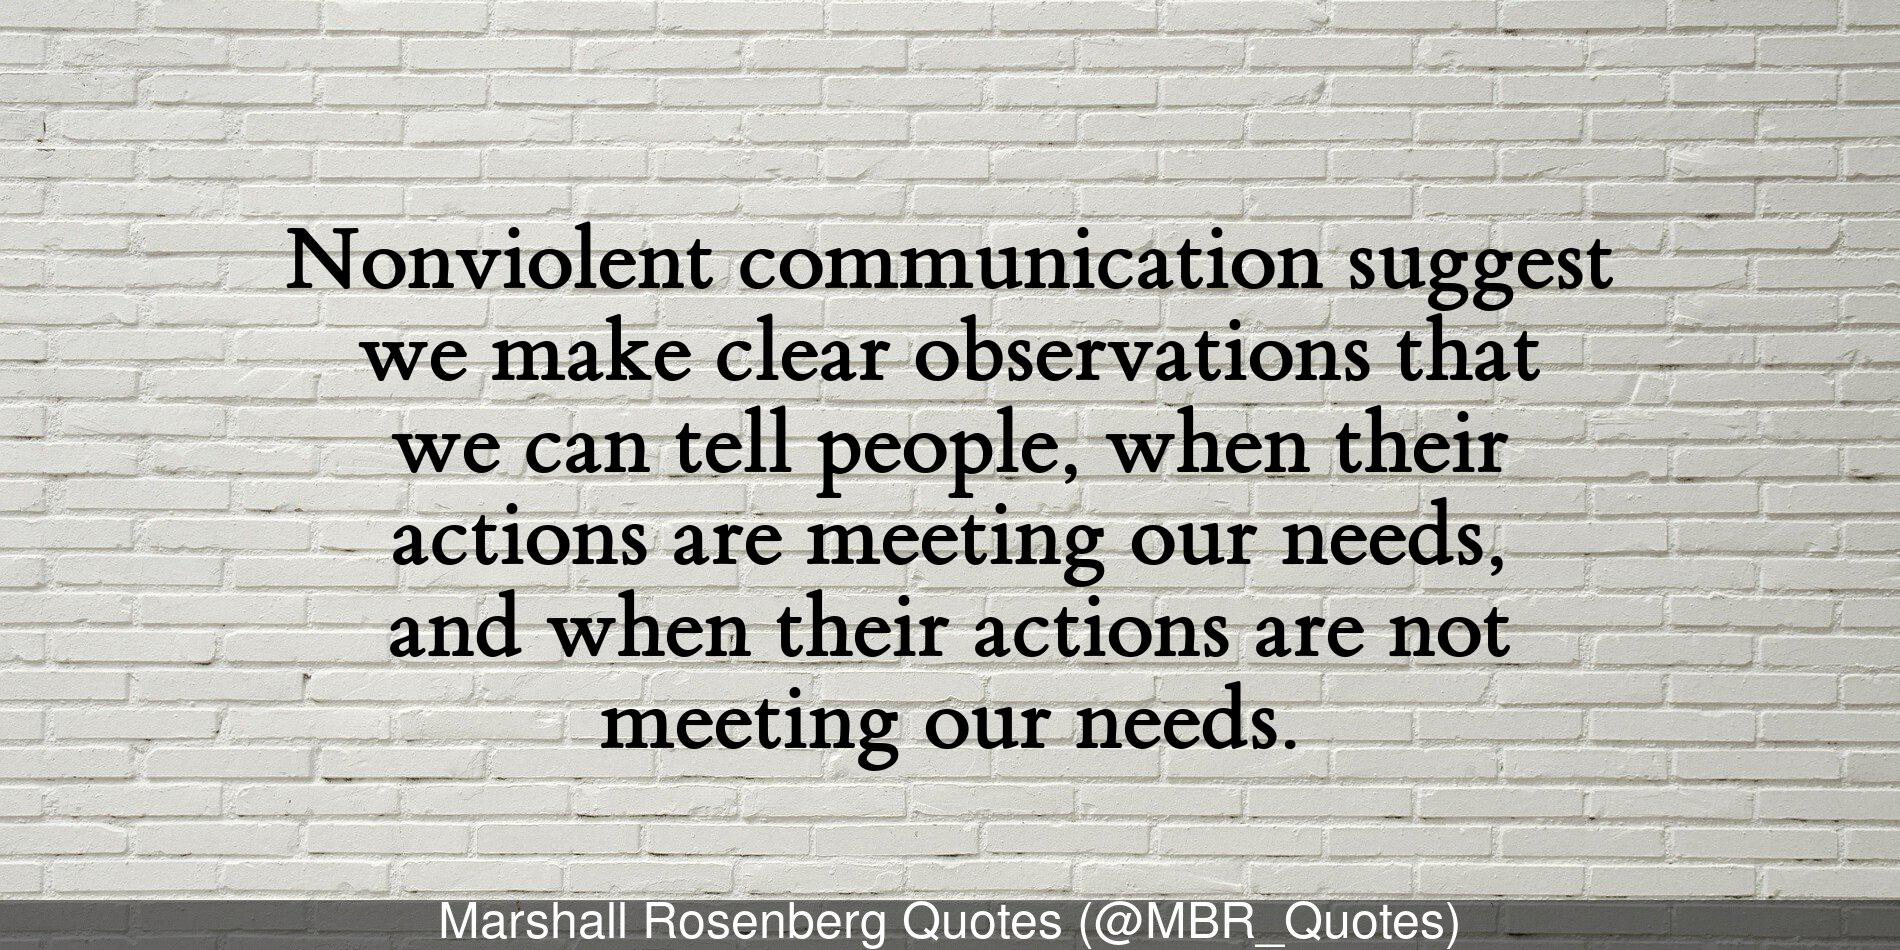 Nonviolent communication suggest
we make clear observations that
we can tell people, when their
actions are meeting our needs,
and when their actions are not
meeting our needs.
Marshall Rosenberg Quotes (@MBR_Quotes)